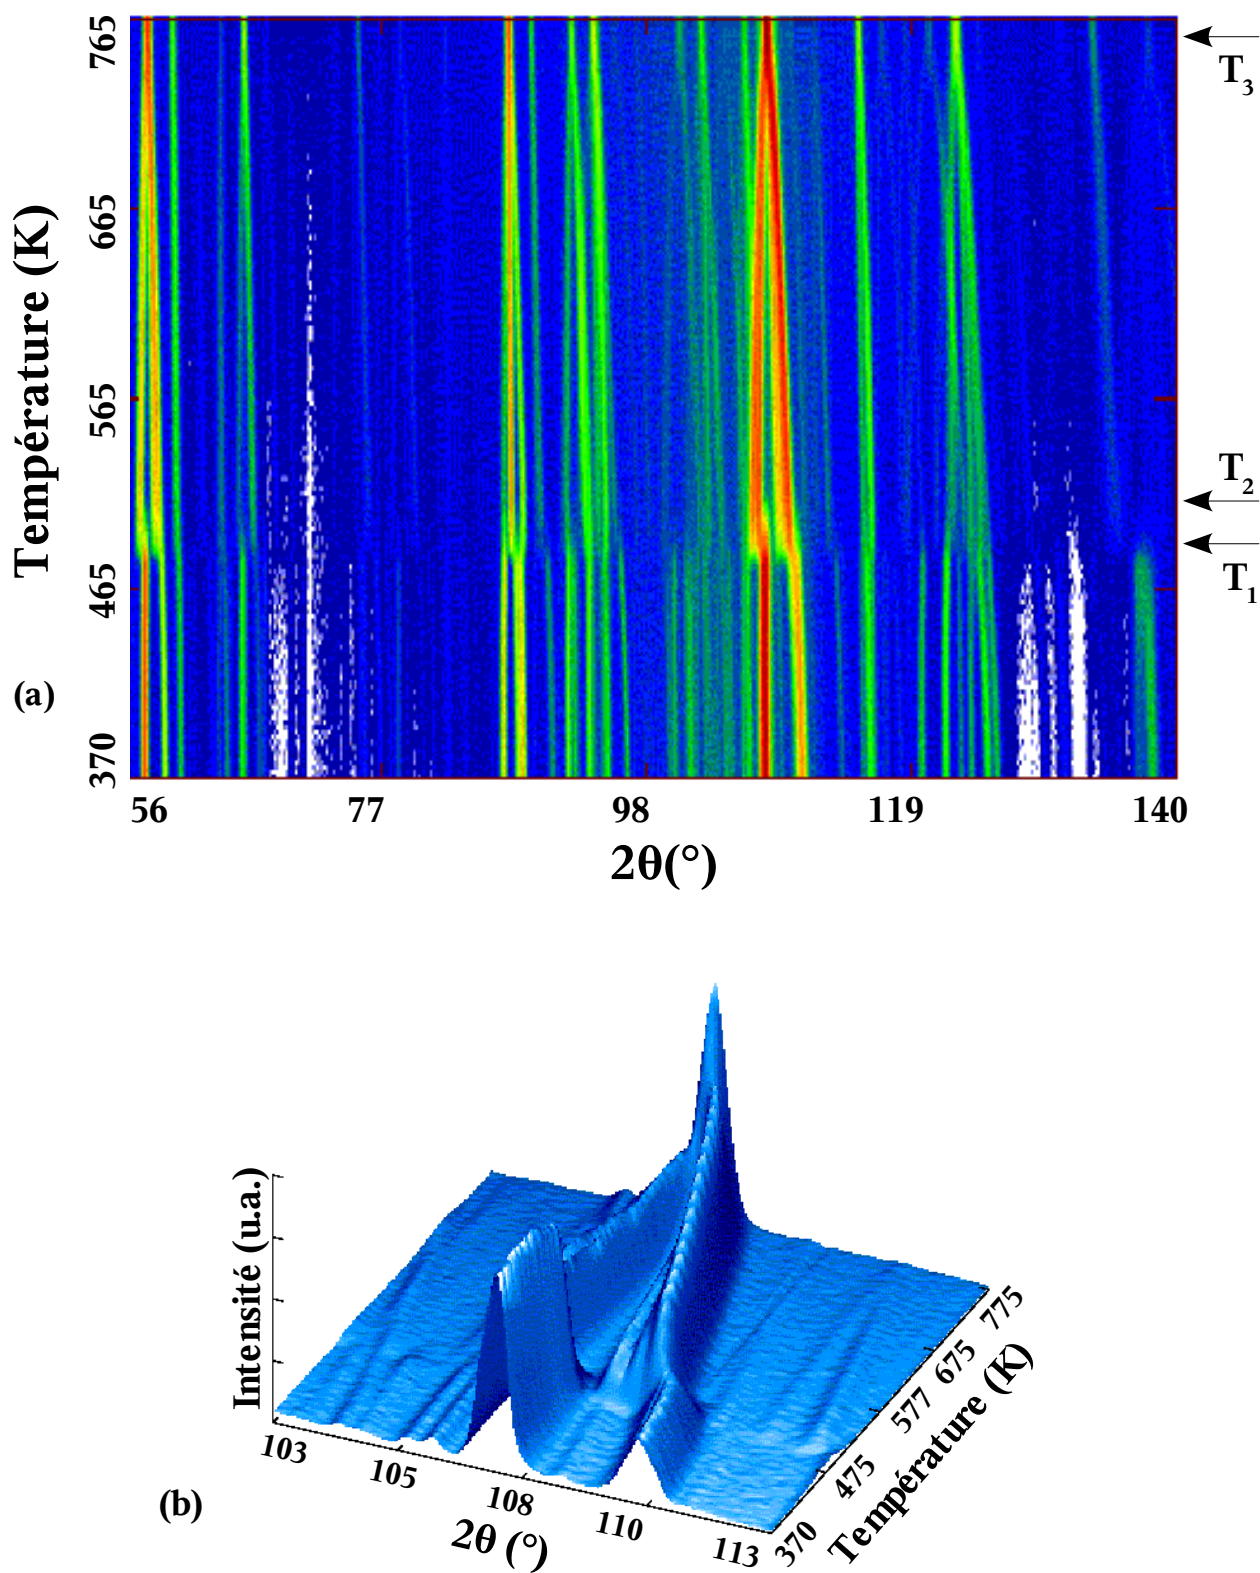 765
665
565
465
370
Température (K)
T3
T2
T1
(a)
56 77 98 119 140
2θ(°)
Intensité (u.a.)
103 105 108 110 113
2θ (°)
370 475 577 675 775
Température (K)
(b)